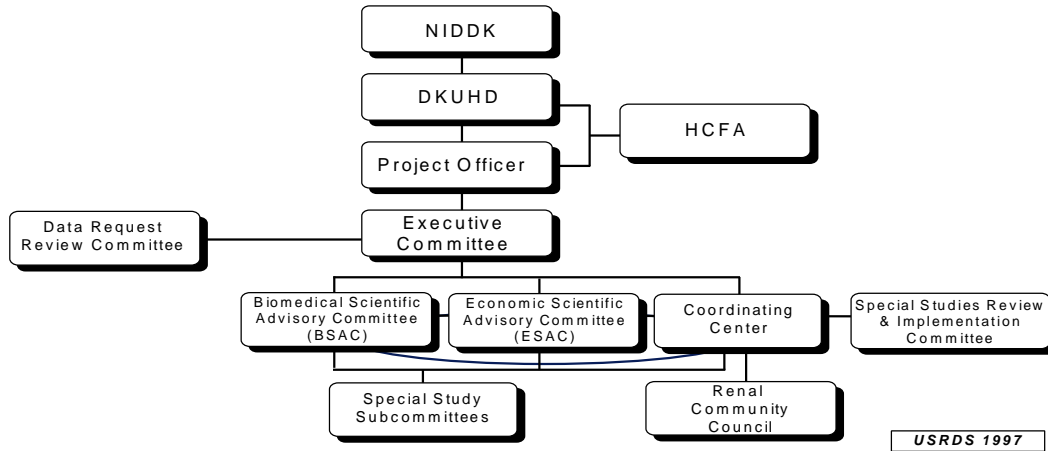 NIDDK
DKUHD
HCFA
Project Officer
Executive
Committee
Data Request
Review Committee
Biomedical Scientific
Advisory Committee
(BSAC)
Economic Scientific
Advisory Committee
(ESAC)
Coordinating
Center
Special Studies Review
& Implementation
Committee
Special Study
Subcommittees
Renal
Community
Council
USRDS 1997